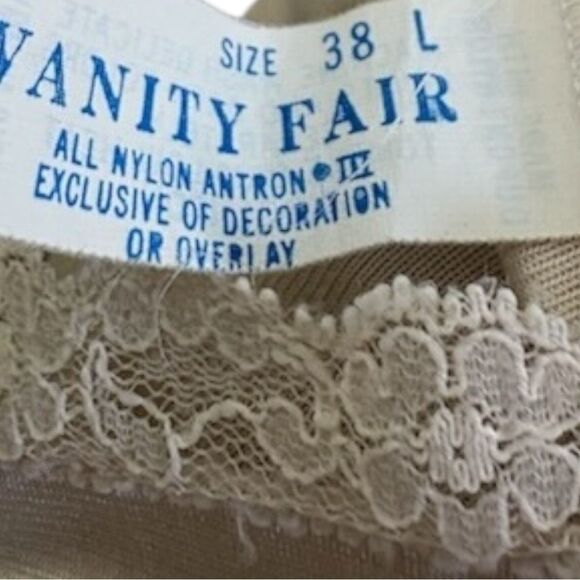 SIZE 38 L
VANITY FAIR
ALL NYLON ANTRON • III
EXCLUSIVE OF DECORATION
OR OVERLAY